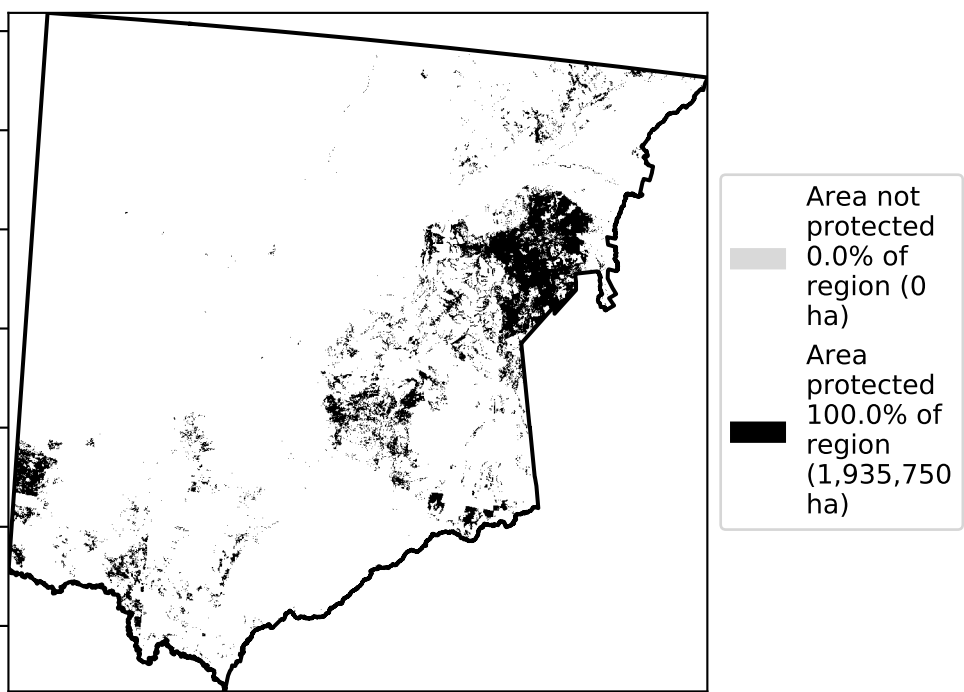 Area not
protected
0.0% of
region (0
ha)
Area
protected
100.0% of
region
(1,935,750
ha)